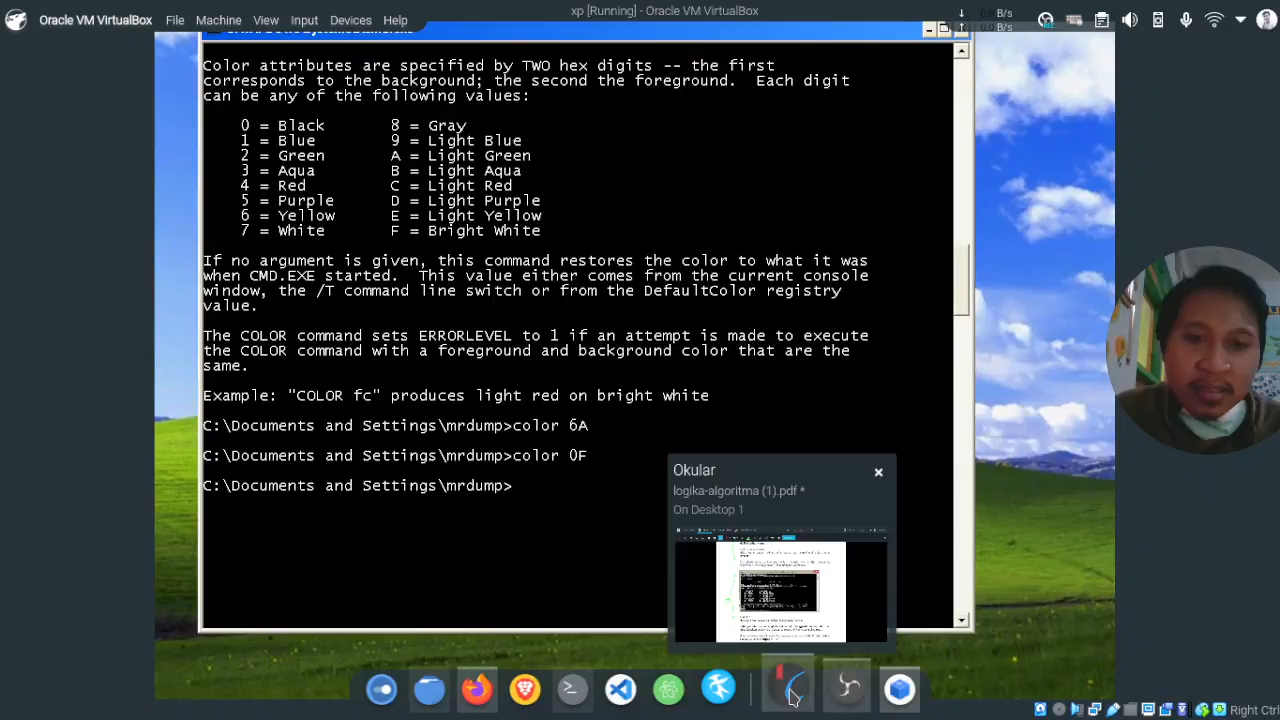 xp [Running] - Oracle VM VirtualBox
Oracle VM VirtualBox File Machine View Input Devices Help
B/s
B/s
Color attributes are specified by TWO hex digits -- the first
corresponds to the background; the second the foreground. Each digit
can be any of the following values:
0 = Black 8 = Gray
1 = Blue 9 = Light Blue
2 = Green A = Light Green
3 = Aqua B = Light Aqua
4 = Red C = Light Red
5 = Purple D = Light Purple
6 = Yellow E = Light Yellow
7 = White F = Bright White
If no argument is given, this command restores the color to what it was
when CMD.EXE started. This value either comes from the current console
window, the /T command line switch or from the DefaultColor registry
value.
The COLOR command sets ERRORLEVEL to 1 if an attempt is made to execute
the COLOR command with a foreground and background color that are the
same.
Example: "COLOR fc" produces light red on bright white
C:\Documents and Settings\mrdump>color 6A
C:\Documents and Settings\mrdump>color 0F
C:\Documents and Settings\mrdump>
Okular
logika-algoritma (1).pdf *
On Desktop 1
Right Ctrl